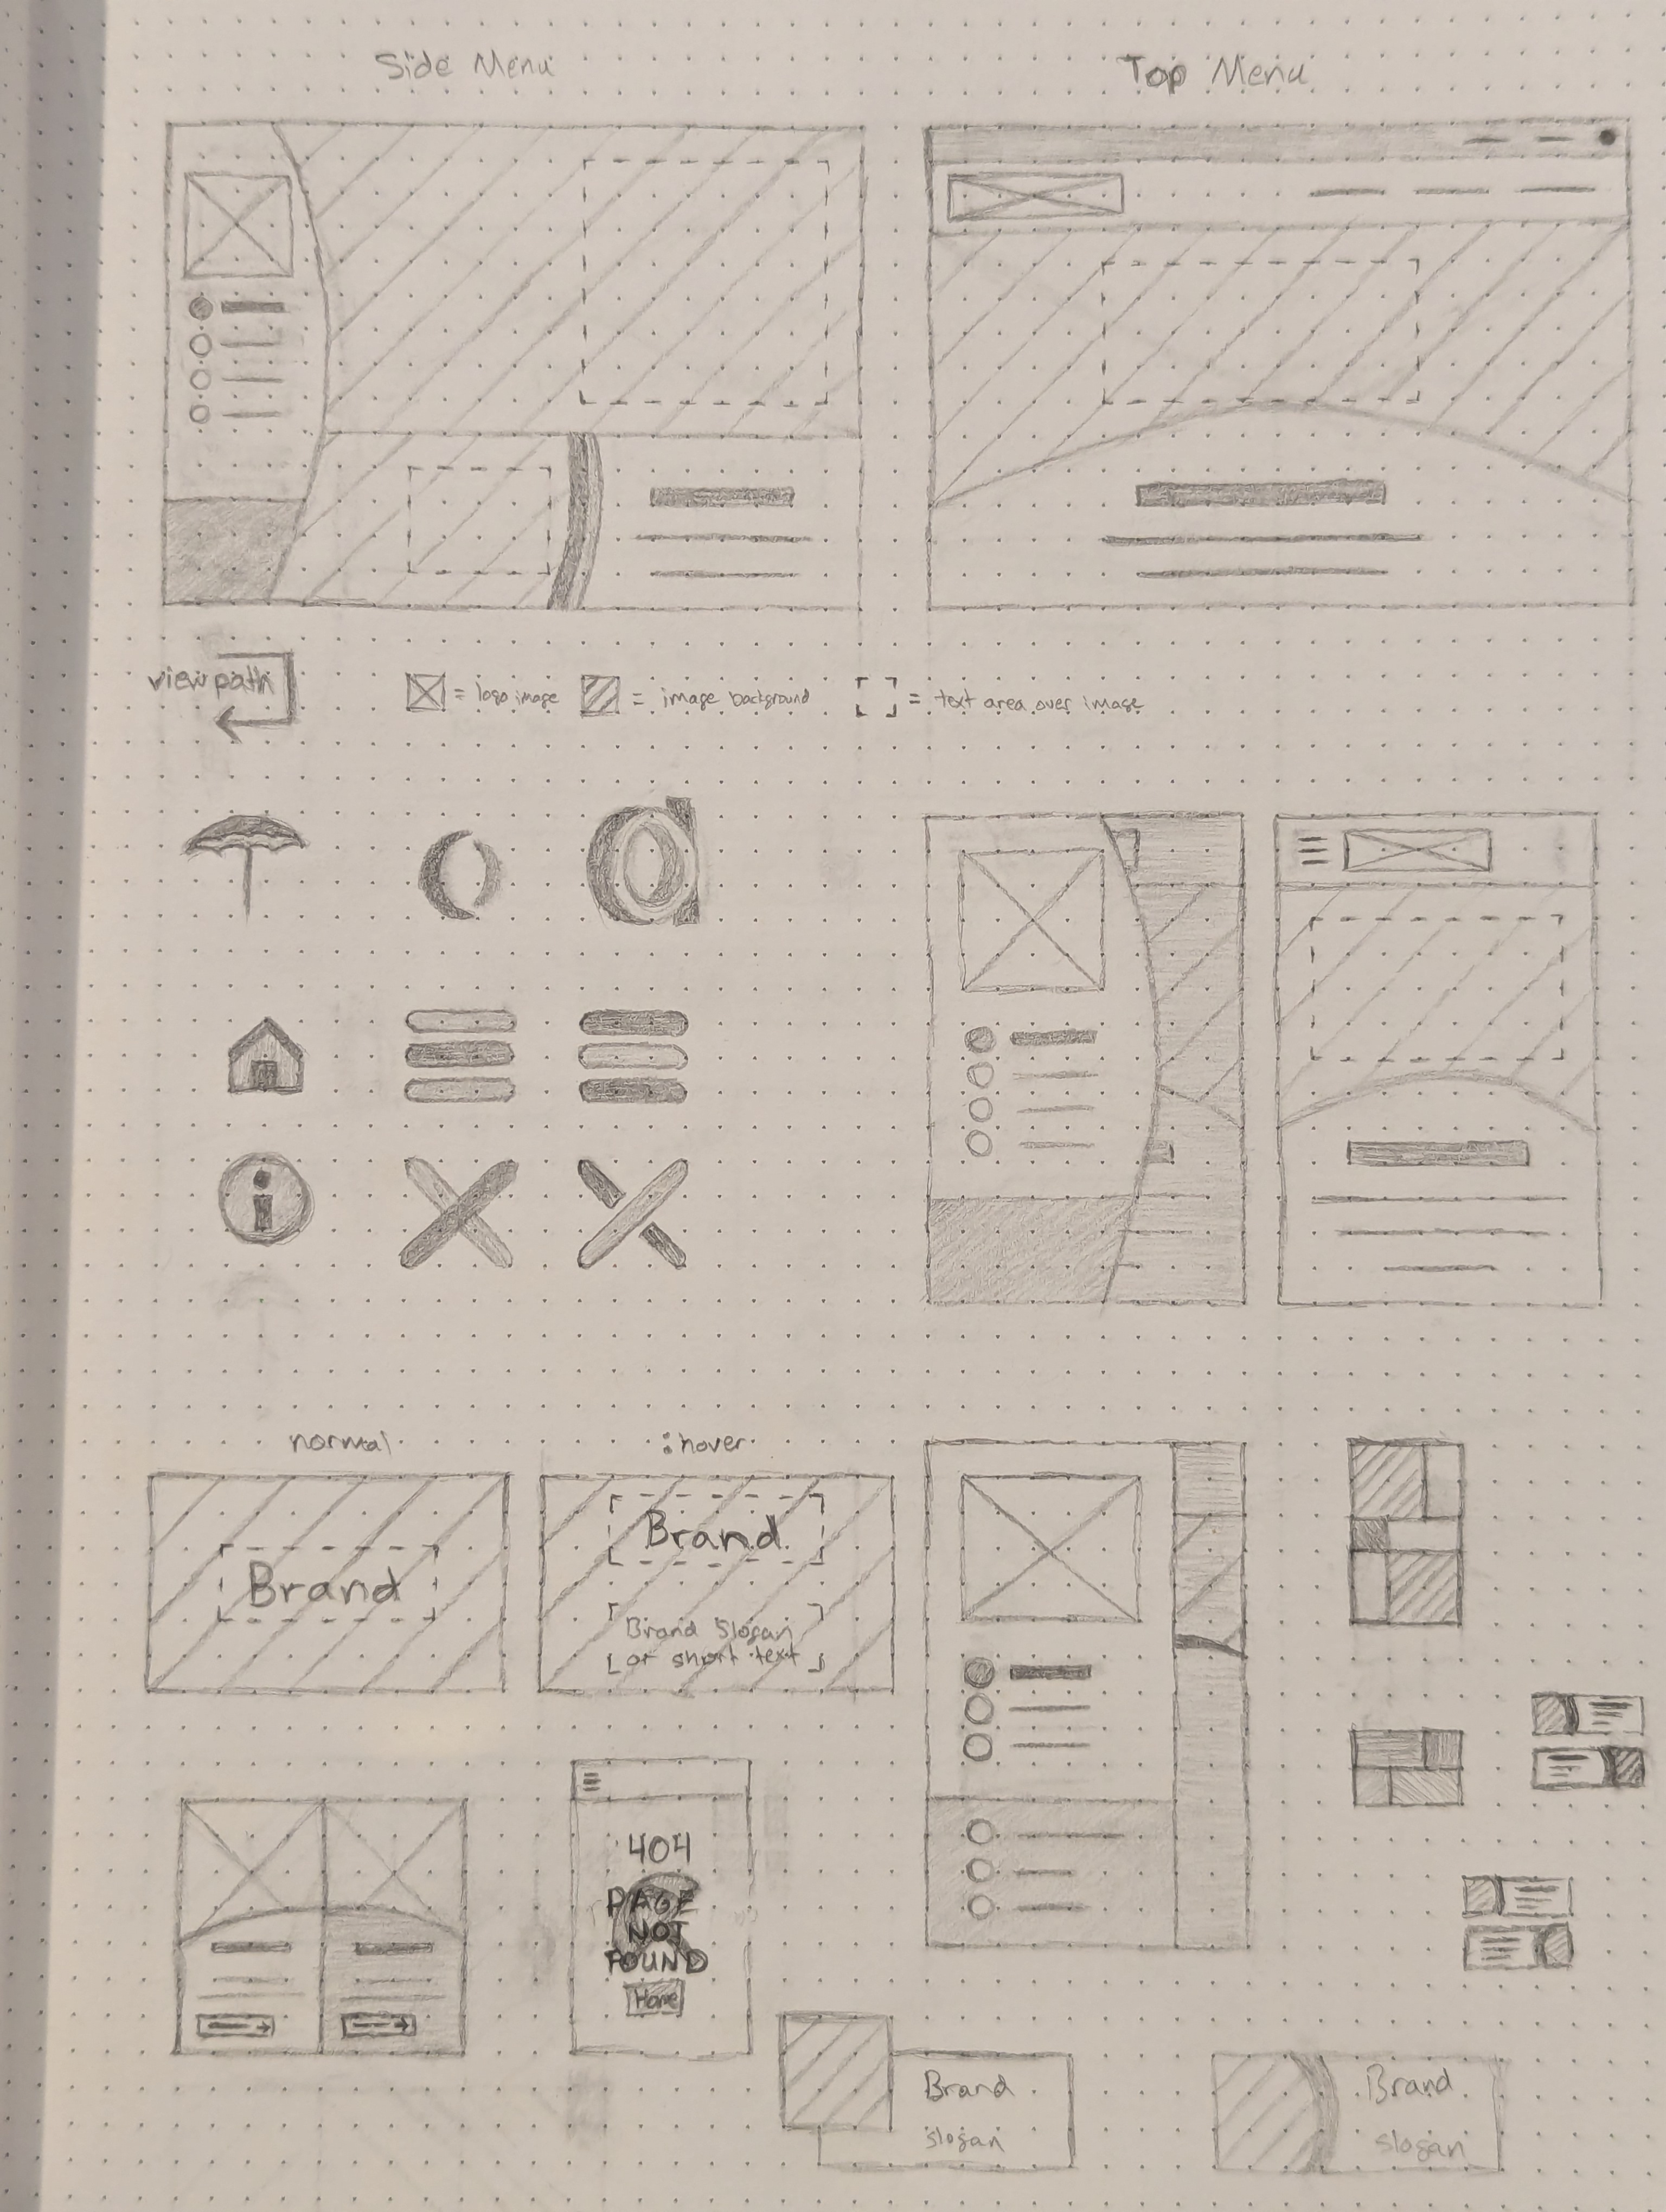 Side Menu
Top Menu
view path
= logo image
= image background
= text area over image
normal
:hover
Brand
Brand
Brand Slogan
or short text
404
PAGE
NOT
FOUND
Home
Brand
slogan
Brand
slogan